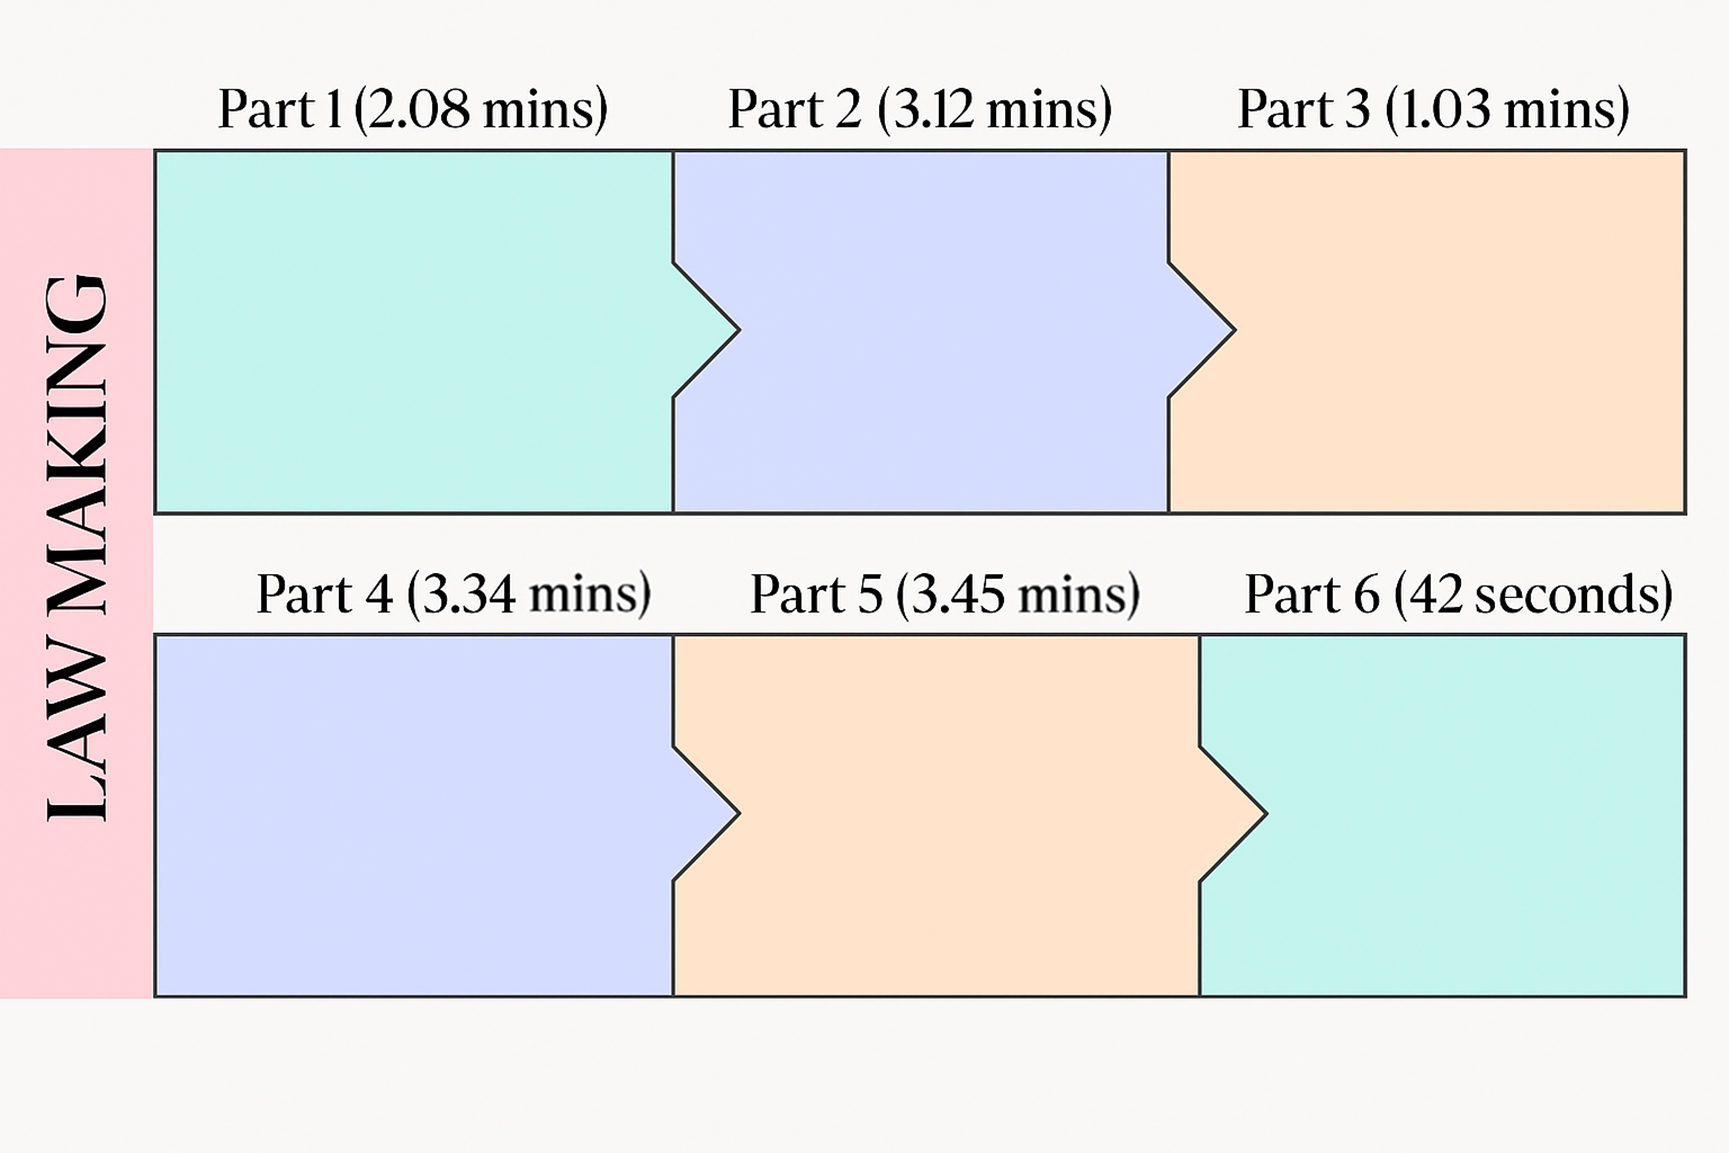 LAW MAKING
Part 1 (2.08 mins)
Part 2 (3.12 mins)
Part 3 (1.03 mins)
Part 4 (3.34 mins)
Part 5 (3.45 mins)
Part 6 (42 seconds)